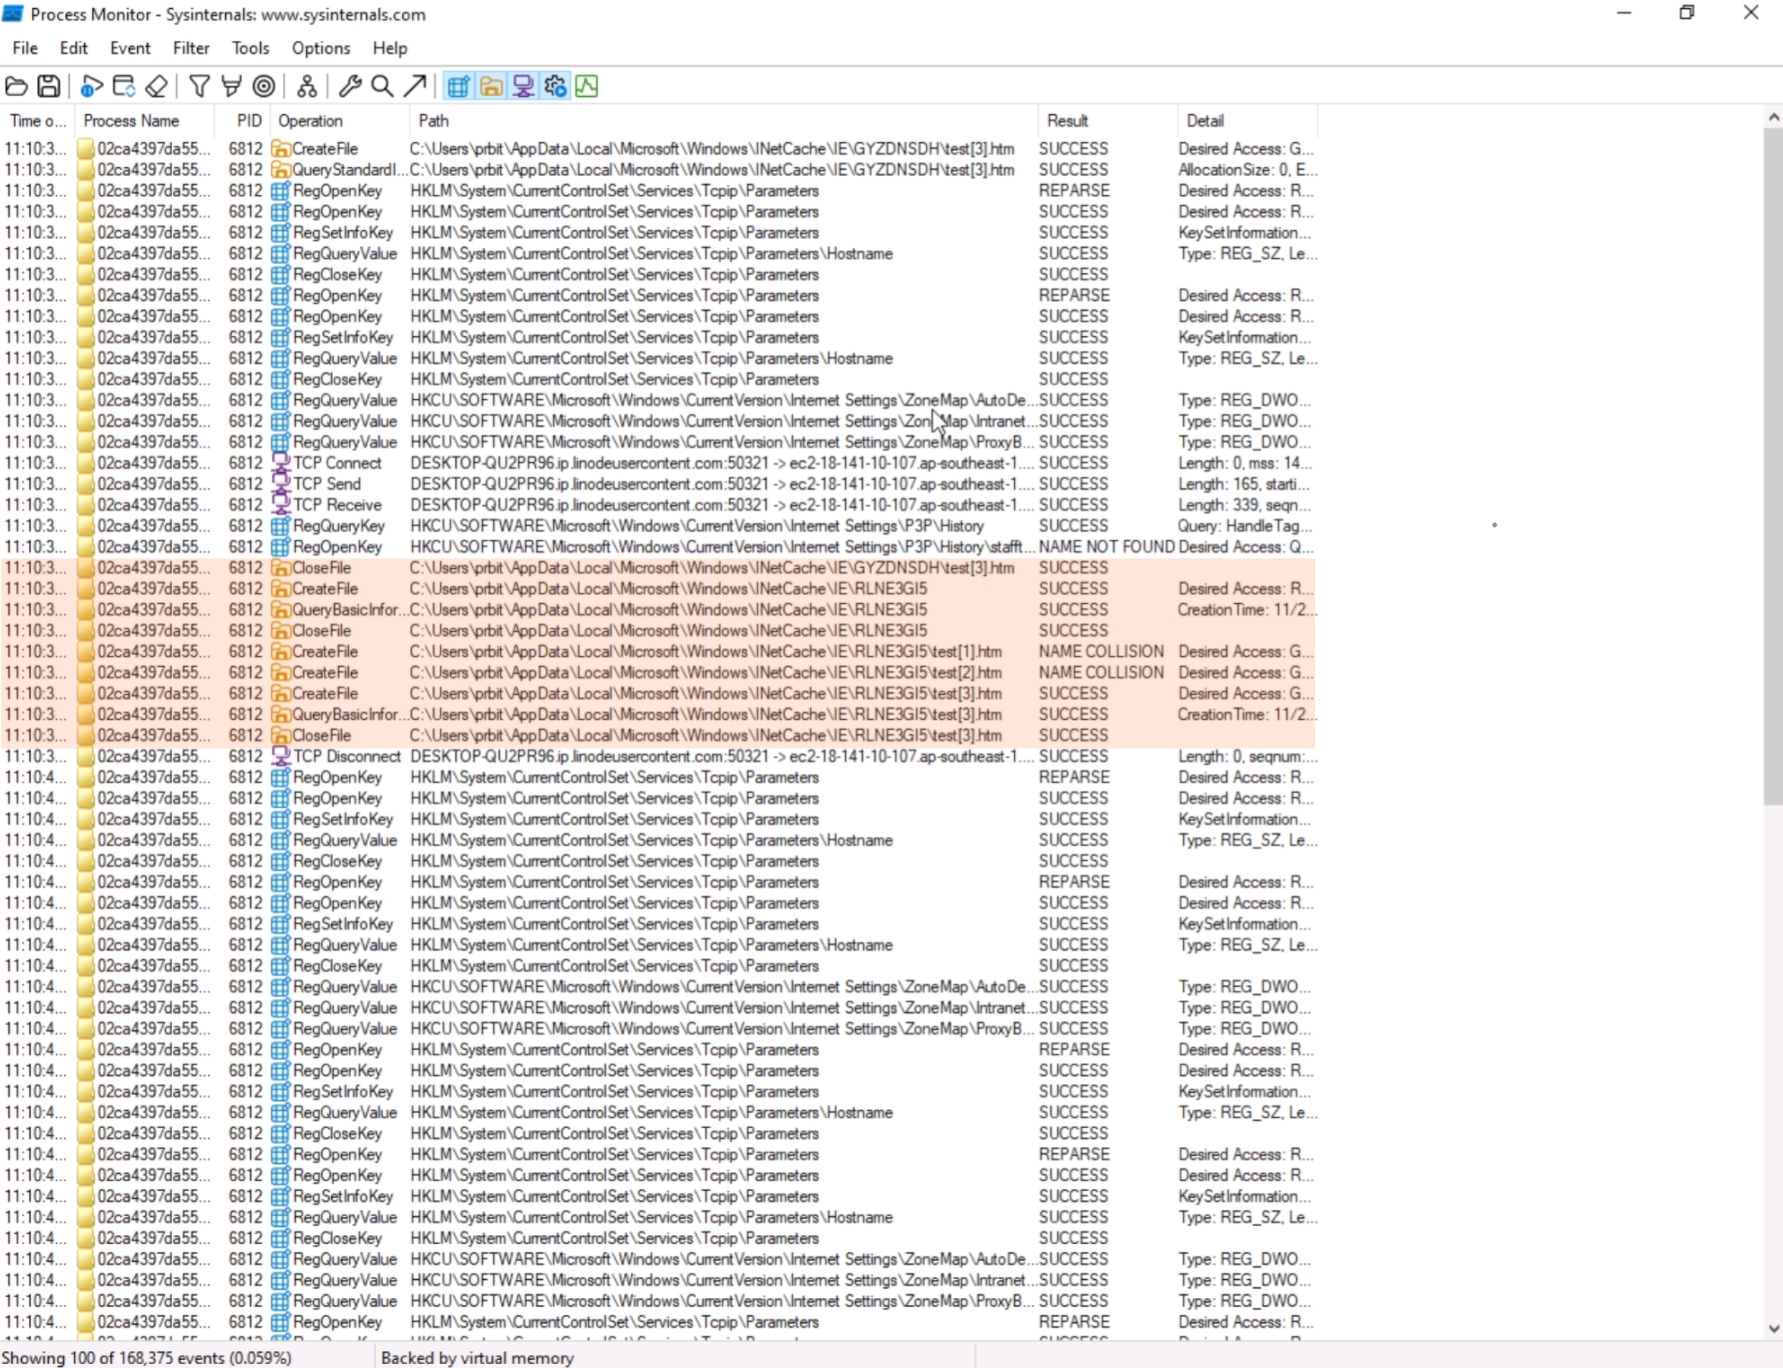 Process Monitor - Sysinternals: www.sysinternals.com
File Edit Event Filter Tools Options Help
Time o... Process Name PID Operation Path Result Detail
11:10:3... 02ca4397da55... 6812 CreateFile C:\Users\prbit\AppData\Local\Microsoft\Windows\INetCache\IE\GYZDNSDH\test[3].htm SUCCESS Desired Access: G...
11:10:3... 02ca4397da55... 6812 QueryStandardI... C:\Users\prbit\AppData\Local\Microsoft\Windows\INetCache\IE\GYZDNSDH\test[3].htm SUCCESS AllocationSize: 0, E...
11:10:3... 02ca4397da55... 6812 RegOpenKey HKLM\System\CurrentControlSet\Services\Tcpip\Parameters REPARSE Desired Access: R...
11:10:3... 02ca4397da55... 6812 RegOpenKey HKLM\System\CurrentControlSet\Services\Tcpip\Parameters SUCCESS Desired Access: R...
11:10:3... 02ca4397da55... 6812 RegSetInfoKey HKLM\System\CurrentControlSet\Services\Tcpip\Parameters SUCCESS KeySetInformation...
11:10:3... 02ca4397da55... 6812 RegQueryValue HKLM\System\CurrentControlSet\Services\Tcpip\Parameters\Hostname SUCCESS Type: REG_SZ, Le...
11:10:3... 02ca4397da55... 6812 RegCloseKey HKLM\System\CurrentControlSet\Services\Tcpip\Parameters SUCCESS
11:10:3... 02ca4397da55... 6812 RegOpenKey HKLM\System\CurrentControlSet\Services\Tcpip\Parameters REPARSE Desired Access: R...
11:10:3... 02ca4397da55... 6812 RegOpenKey HKLM\System\CurrentControlSet\Services\Tcpip\Parameters SUCCESS Desired Access: R...
11:10:3... 02ca4397da55... 6812 RegSetInfoKey HKLM\System\CurrentControlSet\Services\Tcpip\Parameters SUCCESS KeySetInformation...
11:10:3... 02ca4397da55... 6812 RegQueryValue HKLM\System\CurrentControlSet\Services\Tcpip\Parameters\Hostname SUCCESS Type: REG_SZ, Le...
11:10:3... 02ca4397da55... 6812 RegCloseKey HKLM\System\CurrentControlSet\Services\Tcpip\Parameters SUCCESS
11:10:3... 02ca4397da55... 6812 RegQueryValue HKCU\SOFTWARE\Microsoft\Windows\CurrentVersion\Internet Settings\ZoneMap\AutoDe... SUCCESS Type: REG_DWO...
11:10:3... 02ca4397da55... 6812 RegQueryValue HKCU\SOFTWARE\Microsoft\Windows\CurrentVersion\Internet Settings\ZoneMap\Intranet... SUCCESS Type: REG_DWO...
11:10:3... 02ca4397da55... 6812 RegQueryValue HKCU\SOFTWARE\Microsoft\Windows\CurrentVersion\Internet Settings\ZoneMap\ProxyB... SUCCESS Type: REG_DWO...
11:10:3... 02ca4397da55... 6812 TCP Connect DESKTOP-QU2PR96.ip.linodeusercontent.com:50321 -> ec2-18-141-10-107.ap-southeast-1.... SUCCESS Length: 0, mss: 14...
11:10:3... 02ca4397da55... 6812 TCP Send DESKTOP-QU2PR96.ip.linodeusercontent.com:50321 -> ec2-18-141-10-107.ap-southeast-1.... SUCCESS Length: 165, starti...
11:10:3... 02ca4397da55... 6812 TCP Receive DESKTOP-QU2PR96.ip.linodeusercontent.com:50321 -> ec2-18-141-10-107.ap-southeast-1.... SUCCESS Length: 339, seqn...
11:10:3... 02ca4397da55... 6812 RegQueryKey HKCU\SOFTWARE\Microsoft\Windows\CurrentVersion\Internet Settings\P3P\History SUCCESS Query: HandleTag...
11:10:3... 02ca4397da55... 6812 RegOpenKey HKCU\SOFTWARE\Microsoft\Windows\CurrentVersion\Internet Settings\P3P\History\stafft... NAME NOT FOUND Desired Access: Q...
11:10:3... 02ca4397da55... 6812 CloseFile C:\Users\prbit\AppData\Local\Microsoft\Windows\INetCache\IE\GYZDNSDH\test[3].htm SUCCESS
11:10:3... 02ca4397da55... 6812 CreateFile C:\Users\prbit\AppData\Local\Microsoft\Windows\INetCache\IE\RLNE3GI5 SUCCESS Desired Access: R...
11:10:3... 02ca4397da55... 6812 QueryBasicInfor... C:\Users\prbit\AppData\Local\Microsoft\Windows\INetCache\IE\RLNE3GI5 SUCCESS CreationTime: 11/2...
11:10:3... 02ca4397da55... 6812 CloseFile C:\Users\prbit\AppData\Local\Microsoft\Windows\INetCache\IE\RLNE3GI5 SUCCESS
11:10:3... 02ca4397da55... 6812 CreateFile C:\Users\prbit\AppData\Local\Microsoft\Windows\INetCache\IE\RLNE3GI5\test[1].htm NAME COLLISION Desired Access: G...
11:10:3... 02ca4397da55... 6812 CreateFile C:\Users\prbit\AppData\Local\Microsoft\Windows\INetCache\IE\RLNE3GI5\test[2].htm NAME COLLISION Desired Access: G...
11:10:3... 02ca4397da55... 6812 CreateFile C:\Users\prbit\AppData\Local\Microsoft\Windows\INetCache\IE\RLNE3GI5\test[3].htm SUCCESS Desired Access: G...
11:10:3... 02ca4397da55... 6812 QueryBasicInfor... C:\Users\prbit\AppData\Local\Microsoft\Windows\INetCache\IE\RLNE3GI5\test[3].htm SUCCESS CreationTime: 11/2...
11:10:3... 02ca4397da55... 6812 CloseFile C:\Users\prbit\AppData\Local\Microsoft\Windows\INetCache\IE\RLNE3GI5\test[3].htm SUCCESS
11:10:3... 02ca4397da55... 6812 TCP Disconnect DESKTOP-QU2PR96.ip.linodeusercontent.com:50321 -> ec2-18-141-10-107.ap-southeast-1.... SUCCESS Length: 0, seqnum:...
11:10:4... 02ca4397da55... 6812 RegOpenKey HKLM\System\CurrentControlSet\Services\Tcpip\Parameters REPARSE Desired Access: R...
11:10:4... 02ca4397da55... 6812 RegOpenKey HKLM\System\CurrentControlSet\Services\Tcpip\Parameters SUCCESS Desired Access: R...
11:10:4... 02ca4397da55... 6812 RegSetInfoKey HKLM\System\CurrentControlSet\Services\Tcpip\Parameters SUCCESS KeySetInformation...
11:10:4... 02ca4397da55... 6812 RegQueryValue HKLM\System\CurrentControlSet\Services\Tcpip\Parameters\Hostname SUCCESS Type: REG_SZ, Le...
11:10:4... 02ca4397da55... 6812 RegCloseKey HKLM\System\CurrentControlSet\Services\Tcpip\Parameters SUCCESS
11:10:4... 02ca4397da55... 6812 RegOpenKey HKLM\System\CurrentControlSet\Services\Tcpip\Parameters REPARSE Desired Access: R...
11:10:4... 02ca4397da55... 6812 RegOpenKey HKLM\System\CurrentControlSet\Services\Tcpip\Parameters SUCCESS Desired Access: R...
11:10:4... 02ca4397da55... 6812 RegSetInfoKey HKLM\System\CurrentControlSet\Services\Tcpip\Parameters SUCCESS KeySetInformation...
11:10:4... 02ca4397da55... 6812 RegQueryValue HKLM\System\CurrentControlSet\Services\Tcpip\Parameters\Hostname SUCCESS Type: REG_SZ, Le...
11:10:4... 02ca4397da55... 6812 RegCloseKey HKLM\System\CurrentControlSet\Services\Tcpip\Parameters SUCCESS
11:10:4... 02ca4397da55... 6812 RegQueryValue HKCU\SOFTWARE\Microsoft\Windows\CurrentVersion\Internet Settings\ZoneMap\AutoDe... SUCCESS Type: REG_DWO...
11:10:4... 02ca4397da55... 6812 RegQueryValue HKCU\SOFTWARE\Microsoft\Windows\CurrentVersion\Internet Settings\ZoneMap\Intranet... SUCCESS Type: REG_DWO...
11:10:4... 02ca4397da55... 6812 RegQueryValue HKCU\SOFTWARE\Microsoft\Windows\CurrentVersion\Internet Settings\ZoneMap\ProxyB... SUCCESS Type: REG_DWO...
11:10:4... 02ca4397da55... 6812 RegOpenKey HKLM\System\CurrentControlSet\Services\Tcpip\Parameters REPARSE Desired Access: R...
11:10:4... 02ca4397da55... 6812 RegOpenKey HKLM\System\CurrentControlSet\Services\Tcpip\Parameters SUCCESS Desired Access: R...
11:10:4... 02ca4397da55... 6812 RegSetInfoKey HKLM\System\CurrentControlSet\Services\Tcpip\Parameters SUCCESS KeySetInformation...
11:10:4... 02ca4397da55... 6812 RegQueryValue HKLM\System\CurrentControlSet\Services\Tcpip\Parameters\Hostname SUCCESS Type: REG_SZ, Le...
11:10:4... 02ca4397da55... 6812 RegCloseKey HKLM\System\CurrentControlSet\Services\Tcpip\Parameters SUCCESS
11:10:4... 02ca4397da55... 6812 RegOpenKey HKLM\System\CurrentControlSet\Services\Tcpip\Parameters REPARSE Desired Access: R...
11:10:4... 02ca4397da55... 6812 RegOpenKey HKLM\System\CurrentControlSet\Services\Tcpip\Parameters SUCCESS Desired Access: R...
11:10:4... 02ca4397da55... 6812 RegSetInfoKey HKLM\System\CurrentControlSet\Services\Tcpip\Parameters SUCCESS KeySetInformation...
11:10:4... 02ca4397da55... 6812 RegQueryValue HKLM\System\CurrentControlSet\Services\Tcpip\Parameters\Hostname SUCCESS Type: REG_SZ, Le...
11:10:4... 02ca4397da55... 6812 RegCloseKey HKLM\System\CurrentControlSet\Services\Tcpip\Parameters SUCCESS
11:10:4... 02ca4397da55... 6812 RegQueryValue HKCU\SOFTWARE\Microsoft\Windows\CurrentVersion\Internet Settings\ZoneMap\AutoDe... SUCCESS Type: REG_DWO...
11:10:4... 02ca4397da55... 6812 RegQueryValue HKCU\SOFTWARE\Microsoft\Windows\CurrentVersion\Internet Settings\ZoneMap\Intranet... SUCCESS Type: REG_DWO...
11:10:4... 02ca4397da55... 6812 RegQueryValue HKCU\SOFTWARE\Microsoft\Windows\CurrentVersion\Internet Settings\ZoneMap\ProxyB... SUCCESS Type: REG_DWO...
11:10:4... 02ca4397da55... 6812 RegOpenKey HKLM\System\CurrentControlSet\Services\Tcpip\Parameters REPARSE Desired Access: R...
Showing 100 of 168,375 events (0.059%) Backed by virtual memory